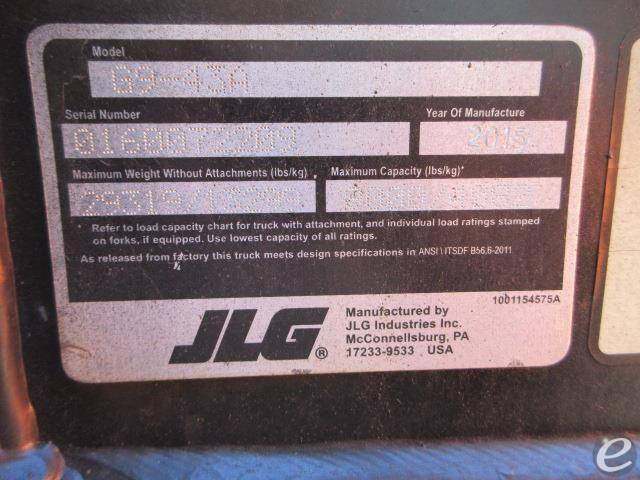 Model
G9-43A
Serial Number
Year Of Manufacture
0160072209
2015
Maximum Weight Without Attachments (lbs/kg)
Maximum Capacity (lbs/kg)*
* Refer to load capacity chart for truck with attachment, and individual load ratings stamped
on forks, if equipped. Use lowest capacity of all ratings.
As released from factory this truck meets design specifications in ANSI \ ITSDF B56.6-2011
1001154575A
JLG®
Manufactured by
JLG Industries Inc.
McConnellsburg, PA
17233-9533 USA
e